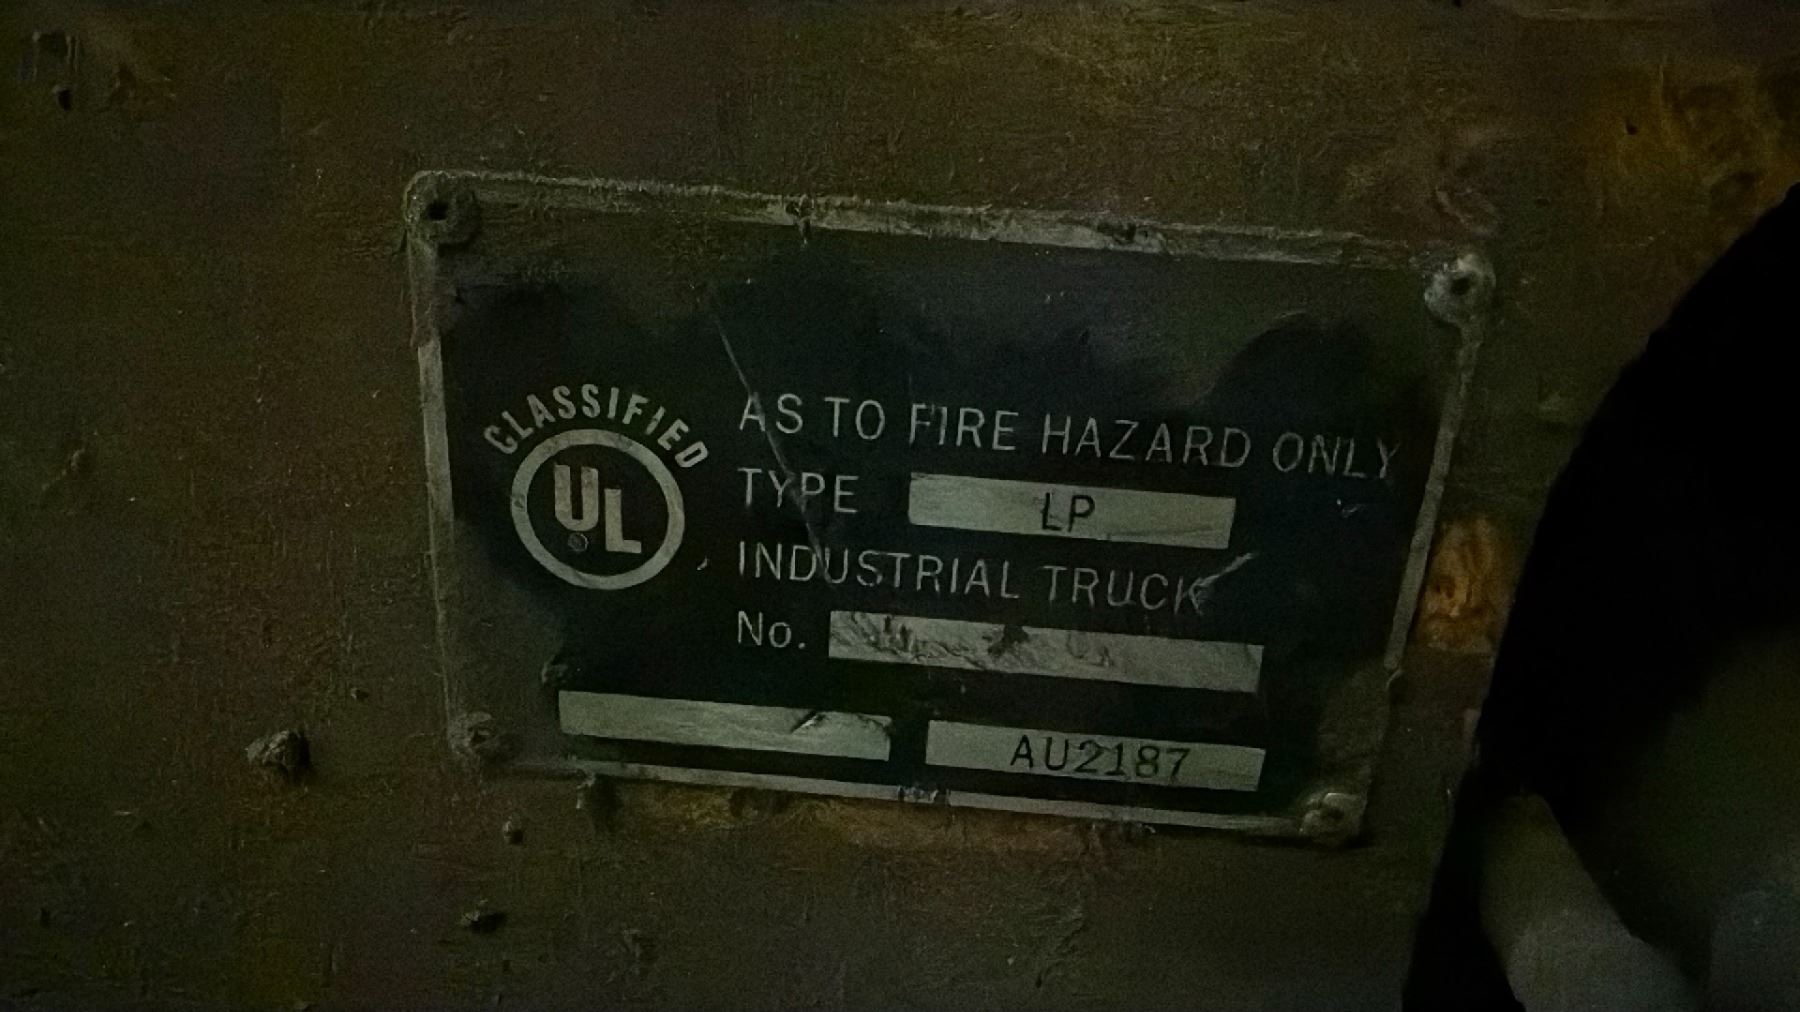 CLASSIFIED
UL ®
AS TO FIRE HAZARD ONLY
TYPE LP
INDUSTRIAL TRUCK
No.
AU2187